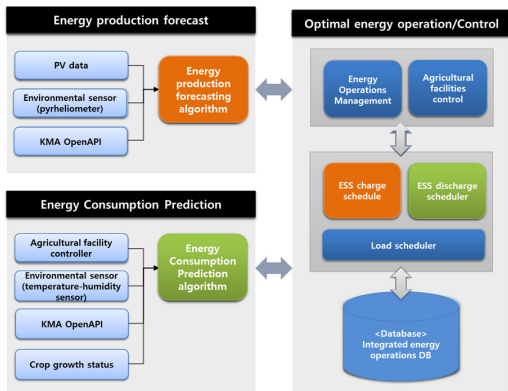 Energy production forecast
PV data
Environmental sensor
(pyrheliometer)
KMA OpenAPI
Energy
production
forecasting
algorithm
Energy Consumption Prediction
Agricultural facility
controller
Environmental sensor
(temperature-humidity
sensor)
KMA OpenAPI
Crop growth status
Energy
Consumption
Prediction
algorithm
Optimal energy operation/Control
Energy
Operations
Management
Agricultural
facilities
control
ESS charge
schedule
ESS discharge
scheduler
Load scheduler
<Database>
Integrated energy
operations DB